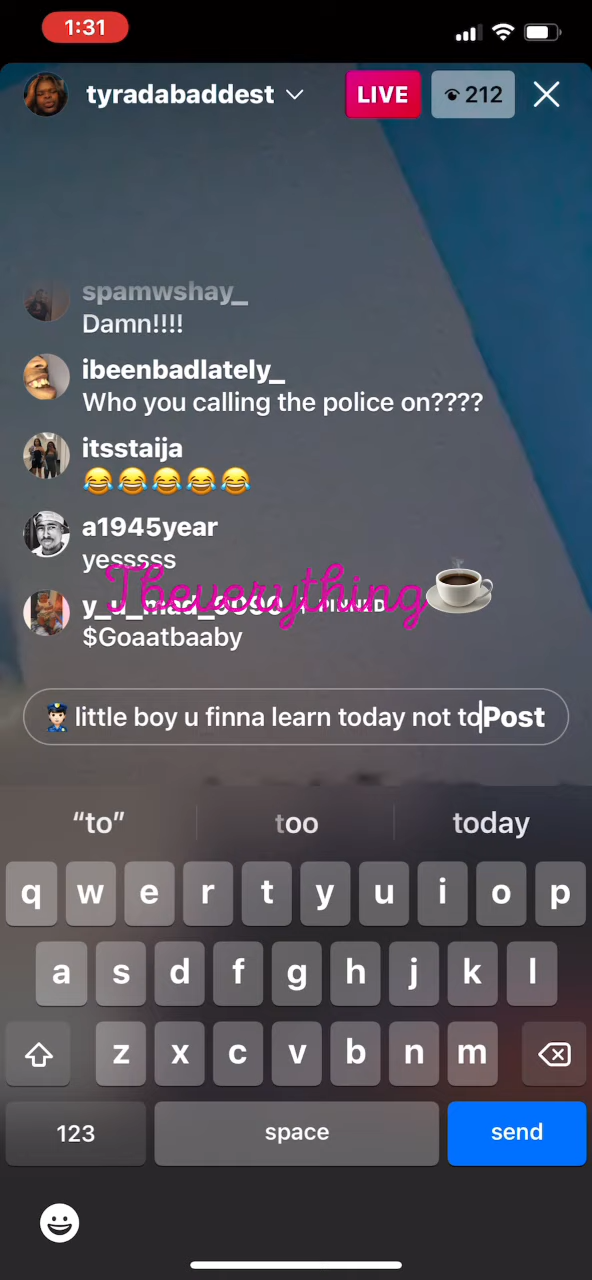 1:31
tyradabaddest
LIVE
212
spamwshay_
Damn!!!!
ibeenbadlately_
Who you calling the police on????
itsstaija
😂😂😂😂😂
a1945year
yesssss
Tbeverything
PINNED
$Goaatbaaby
👮🏻 little boy u finna learn today not to
Post
“to”
too
today
q w e r t y u i o p
a s d f g h j k l
z x c v b n m
123
space
send